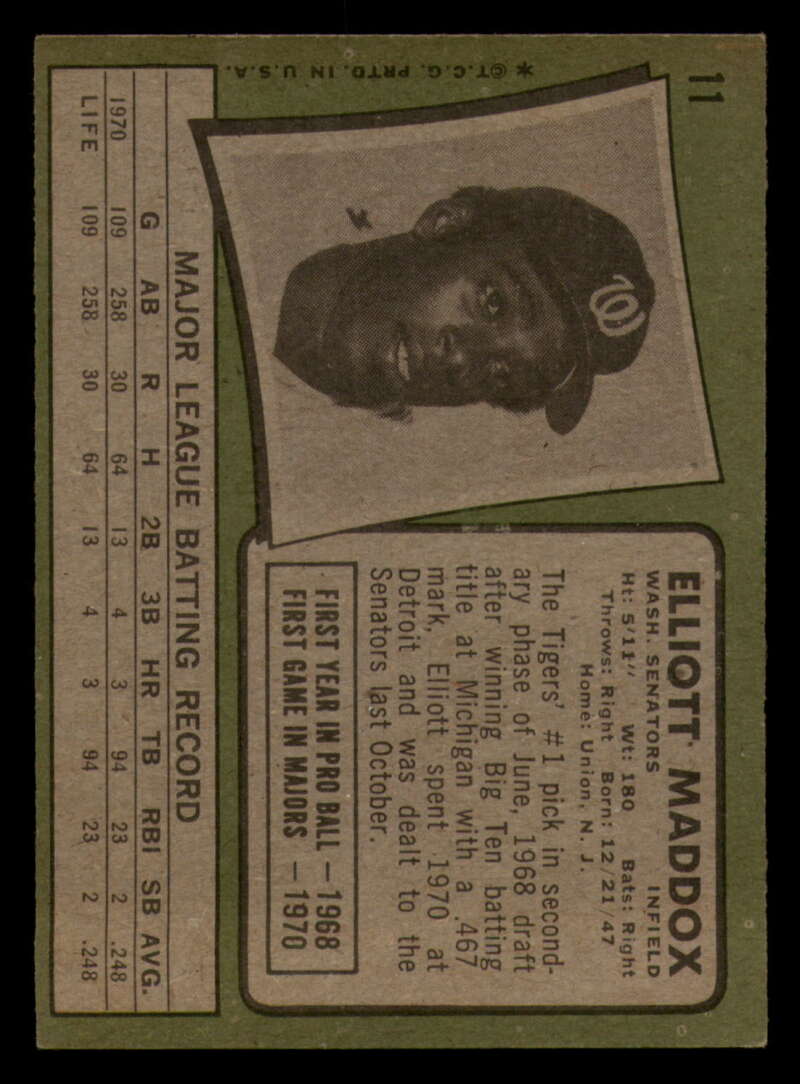 11
ELLIOTT MADDOX
WASH. SENATORS INFIELD
Ht: 5'11" Wt: 180 Bats: Right
Throws: Right Born: 12/21/47
Home: Union, N. J.
The Tigers' #1 pick in second-
ary phase of June, 1968 draft
after winning Big Ten batting
title at Michigan with a .467
mark, Elliott spent 1970 at
Detroit and was dealt to the
Senators last October.
FIRST YEAR IN PRO BALL — 1968
FIRST GAME IN MAJORS — 1970
W
MAJOR LEAGUE BATTING RECORD
G AB R H 2B 3B HR TB RBI SB AVG.
1970 109 258 30 64 13 4 3 94 23 2 .248
LIFE 109 258 30 64 13 4 3 94 23 2 .248
* ©T.C.G. PRTD. IN U.S.A.